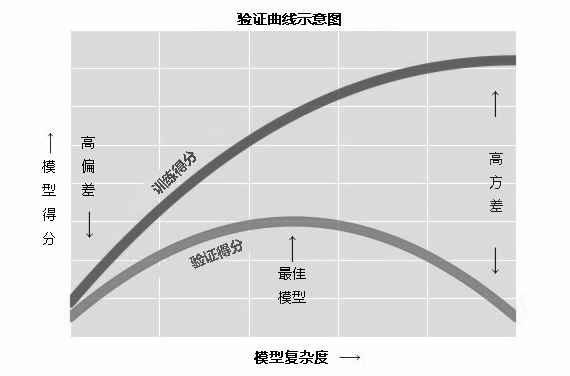 验证曲线示意图
模型得分
高偏差
训练得分
验证得分
最佳
模型
高方差
模型复杂度